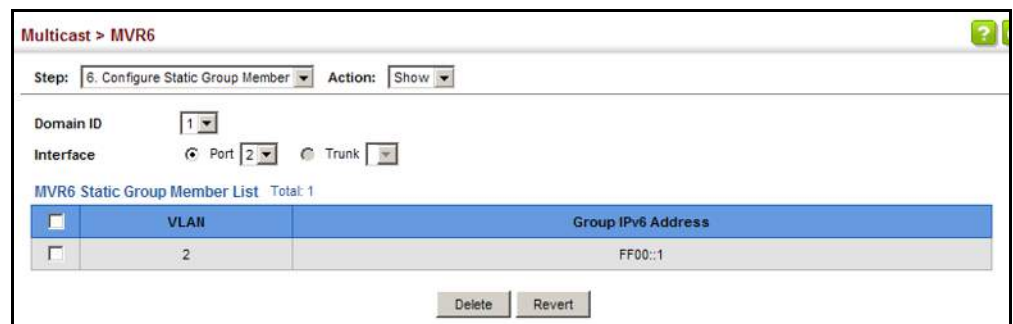 Multicast > MVR6
?
Step: 6. Configure Static Group Member Action: Show
Domain ID 1
Interface Port 2 Trunk
MVR6 Static Group Member List Total: 1
VLAN Group IPv6 Address
2 FF00::1
Delete Revert